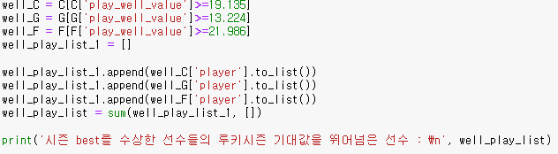 well_C = C[C['play_well_value']>=19.135]
well_G = G[G['play_well_value']>=13.224]
well_F = F[F['play_well_value']>=21.986]
well_play_list_1 = []
well_play_list_1.append(well_C['player'].to_list())
well_play_list_1.append(well_G['player'].to_list())
well_play_list_1.append(well_F['player'].to_list())
well_play_list = sum(well_play_list_1, [])
print('시즌 best를 수상한 선수들의 루키시즌 기대값을 뛰어넘은 선수 : ₩n', well_play_list)